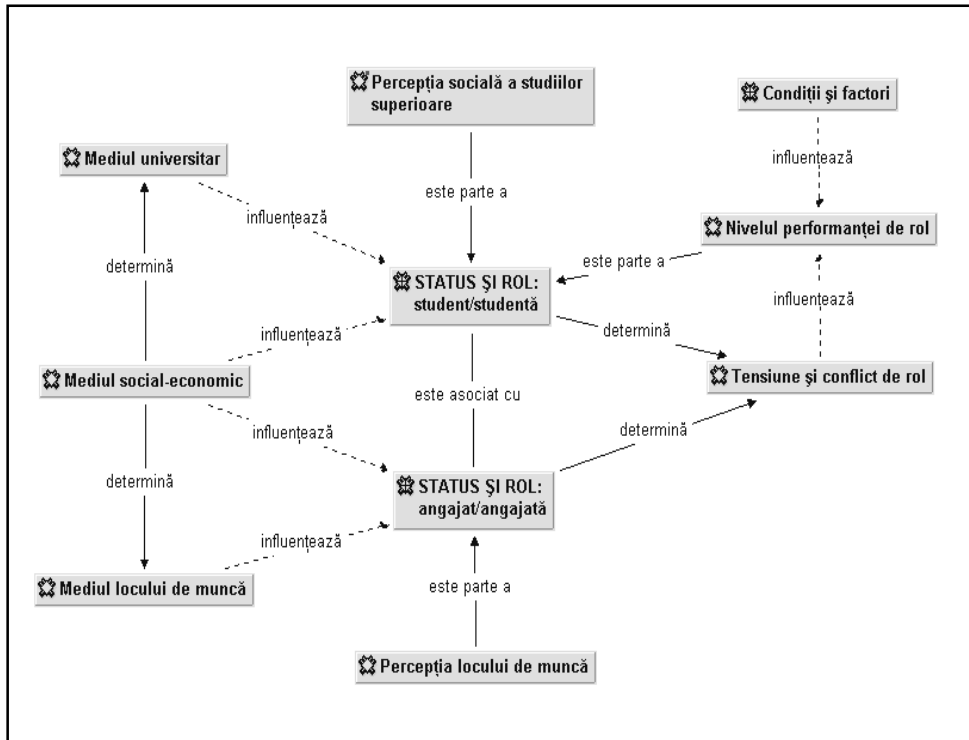 Percepția socială a studiilor
superioare
Condiții și factori
Mediul universitar
influențează
influențează
este parte a
Nivelul performanței de rol
este parte a
determină
STATUS ŞI ROL:
student/studentă
influențează
influențează
determină
Mediul social-economic
Tensiune și conflict de rol
este asociat cu
influențează
determină
determină
STATUS ŞI ROL:
angajat/angajată
influențează
Mediul locului de muncă
este parte a
Percepția locului de muncă